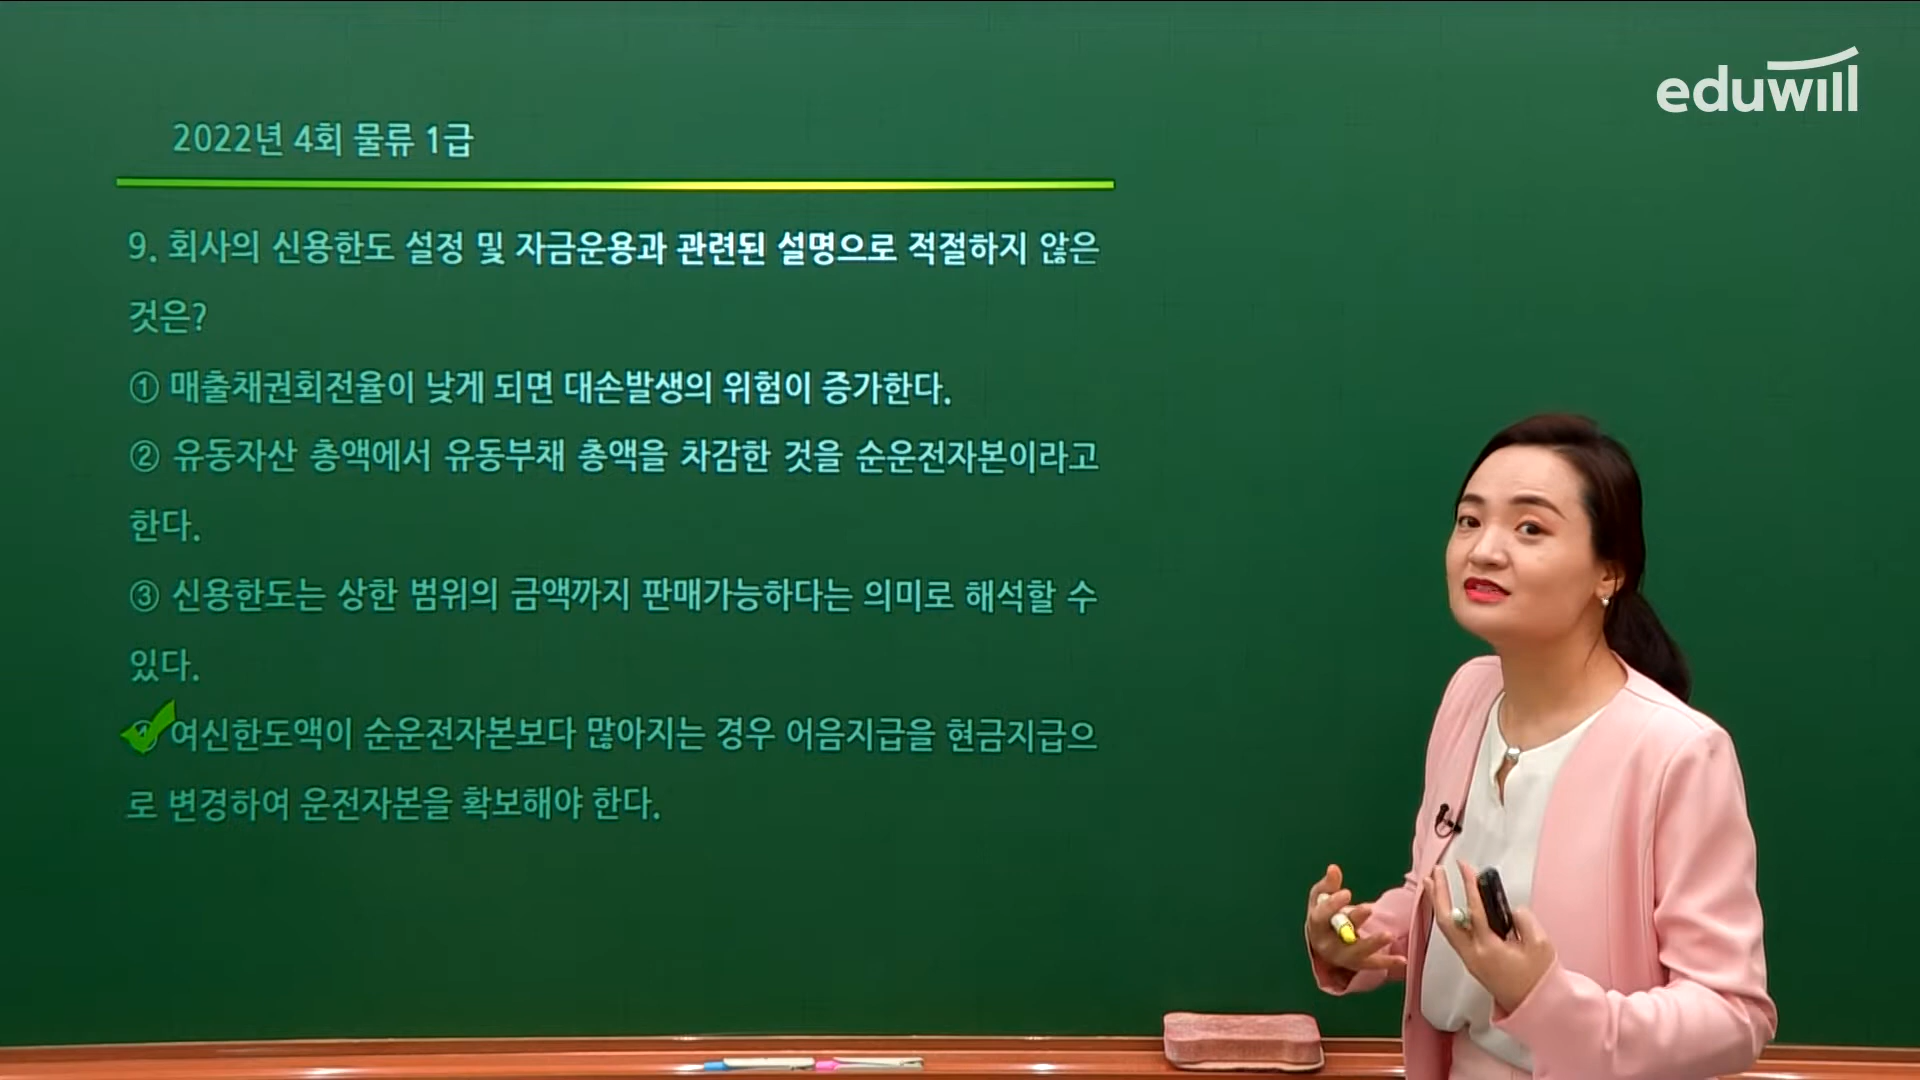 eduwill
2022년 4회 물류 1급
9. 회사의 신용한도 설정 및 자금운용과 관련된 설명으로 적절하지 않은
것은?
① 매출채권회전율이 낮게 되면 대손발생의 위험이 증가한다.
② 유동자산 총액에서 유동부채 총액을 차감한 것을 순운전자본이라고
한다.
③ 신용한도는 상한 범위의 금액까지 판매가능하다는 의미로 해석할 수
있다.
④ 여신한도액이 순운전자본보다 많아지는 경우 어음지급을 현금지급으
로 변경하여 운전자본을 확보해야 한다.